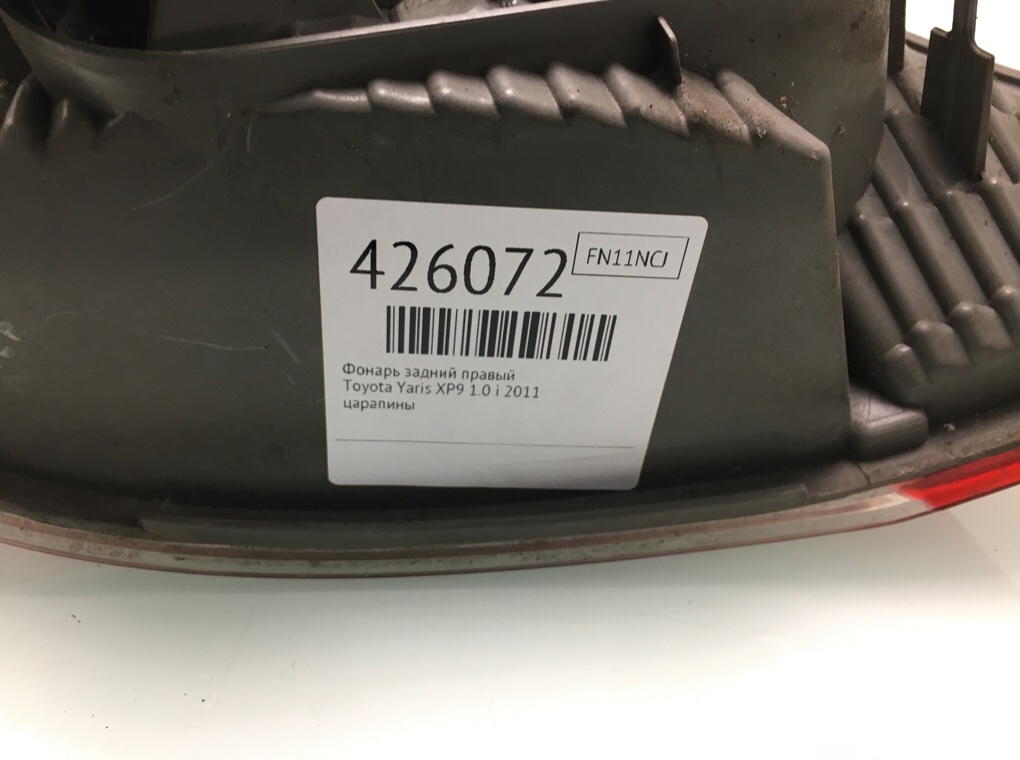 426072
FN11NCJ
Фонарь задний правый
Toyota Yaris XP9 1.0 i 2011
царапины